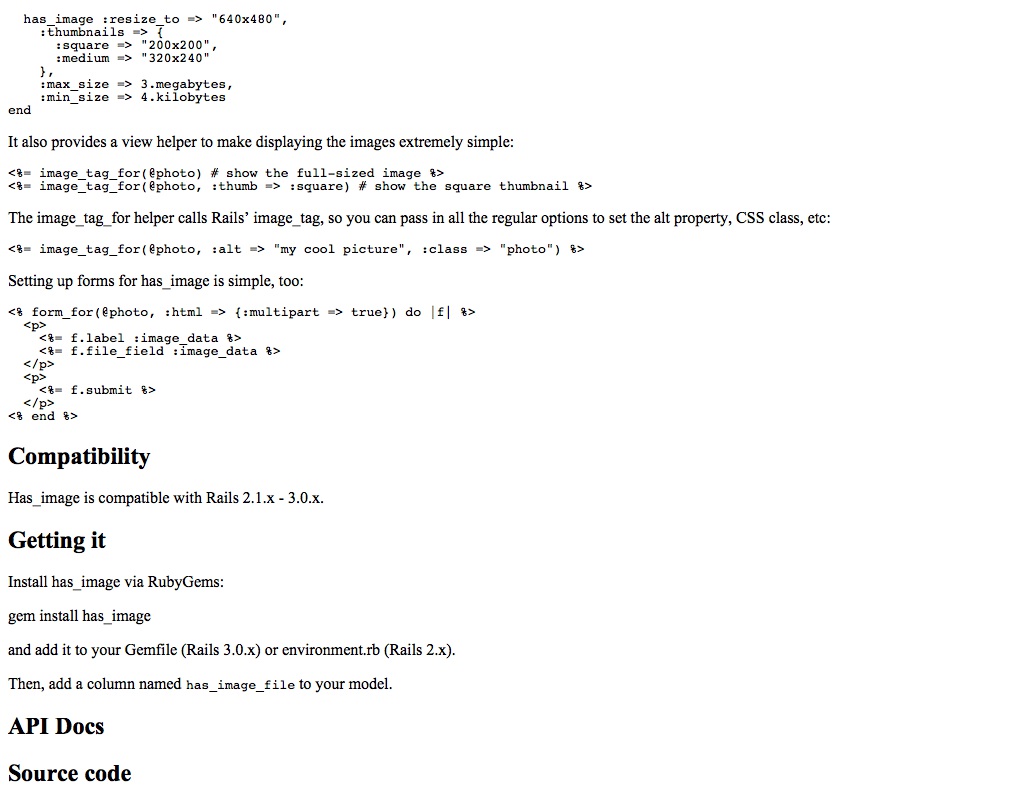 has_image :resize_to => "640x480",
:thumbnails => {
:square => "200x200",
:medium => "320x240"
},
:max_size => 3.megabytes,
:min_size => 4.kilobytes
end
It also provides a view helper to make displaying the images extremely simple:
<%= image_tag_for(@photo) # show the full-sized image %>
<%= image_tag_for(@photo, :thumb => :square) # show the square thumbnail %>
The image_tag_for helper calls Rails’ image_tag, so you can pass in all the regular options to set the alt property, CSS class, etc:
<%= image_tag_for(@photo, :alt => "my cool picture", :class => "photo") %>
Setting up forms for has_image is simple, too:
<% form_for(@photo, :html => {:multipart => true}) do |f| %>
<p>
<%= f.label :image_data %>
<%= f.file_field :image_data %>
</p>
<p>
<%= f.submit %>
</p>
<% end %>
Compatibility
Has_image is compatible with Rails 2.1.x - 3.0.x.
Getting it
Install has_image via RubyGems:
gem install has_image
and add it to your Gemfile (Rails 3.0.x) or environment.rb (Rails 2.x).
Then, add a column named has_image_file to your model.
API Docs
Source code